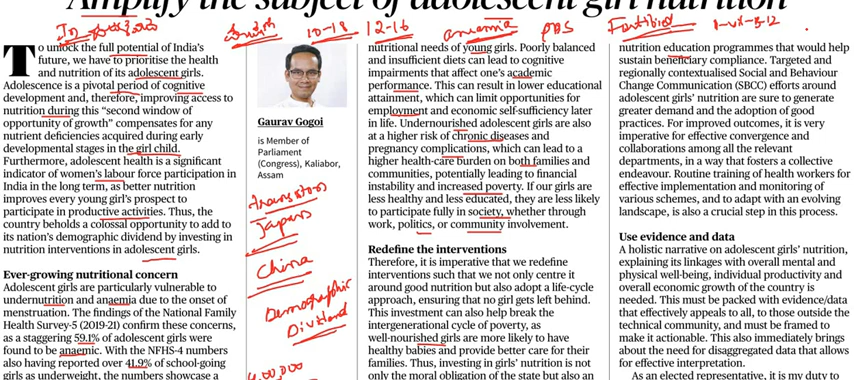 Amplify the subject of adolescent girl nutrition
10-18
12-16
anaemia
PDS
To unlock the full potential of India's
future, we have to prioritise the health
and nutrition of its adolescent girls.
Adolescence is a pivotal period of cognitive
development and, therefore, improving access to
nutrition during this “second window of
opportunity of growth” compensates for any
nutrient deficiencies acquired during early
developmental stages in the girl child.
Furthermore, adolescent health is a significant
indicator of women's labour force participation in
India in the long term, as better nutrition
improves every young girl's prospect to
participate in productive activities. Thus, the
country beholds a colossal opportunity to add to
its nation's demographic dividend by investing in
nutrition interventions in adolescent girls.
Ever-growing nutritional concern
Adolescent girls are particularly vulnerable to
undernutrition and anaemia due to the onset of
menstruation. The findings of the National Family
Health Survey-5 (2019-21) confirm these concerns,
as a staggering 59.1% of adolescent girls were
found to be anaemic. With the NFHS-4 numbers
also having reported over 41.9% of school-going
girls as underweight, the numbers showcase a
Gaurav Gogoi
is Member of
Parliament
(Congress), Kaliabor,
Assam
Japan
China
Demographic
Dividend
nutritional needs of young girls. Poorly balanced
and insufficient diets can lead to cognitive
impairments that affect one's academic
performance. This can result in lower educational
attainment, which can limit opportunities for
employment and economic self-sufficiency later
in life. Undernourished adolescent girls are also
at a higher risk of chronic diseases and
pregnancy complications, which can lead to a
higher health-care burden on both families and
communities, potentially leading to financial
instability and increased poverty. If our girls are
less healthy and less educated, they are less likely
to participate fully in society, whether through
work, politics, or community involvement.
Redefine the interventions
Therefore, it is imperative that we redefine
interventions such that we not only centre it
around good nutrition but also adopt a life-cycle
approach, ensuring that no girl gets left behind.
This investment can also help break the
intergenerational cycle of poverty, as
well-nourished girls are more likely to have
healthy babies and provide better care for their
families. Thus, investing in girls' nutrition is not
only the moral obligation of the state but also an
nutrition education programmes that would help
sustain beneficiary compliance. Targeted and
regionally contextualised Social and Behaviour
Change Communication (SBCC) efforts around
adolescent girls' nutrition are sure to generate
greater demand and the adoption of good
practices. For improved outcomes, it is very
imperative for effective convergence and
collaborations among all the relevant
departments, in a way that fosters a collective
endeavour. Routine training of health workers for
effective implementation and monitoring of
various schemes, and to adapt with an evolving
landscape, is also a crucial step in this process.
Use evidence and data
A holistic narrative on adolescent girls' nutrition,
explaining its linkages with overall mental and
physical well-being, individual productivity and
overall economic growth of the country is
needed. This must be packed with evidence/data
that effectively appeals to all, to those outside the
technical community, and must be framed to
make it actionable. This also immediately brings
about the need for disaggregated data that allows
for effective interpretation.
As an elected representative, it is my duty to